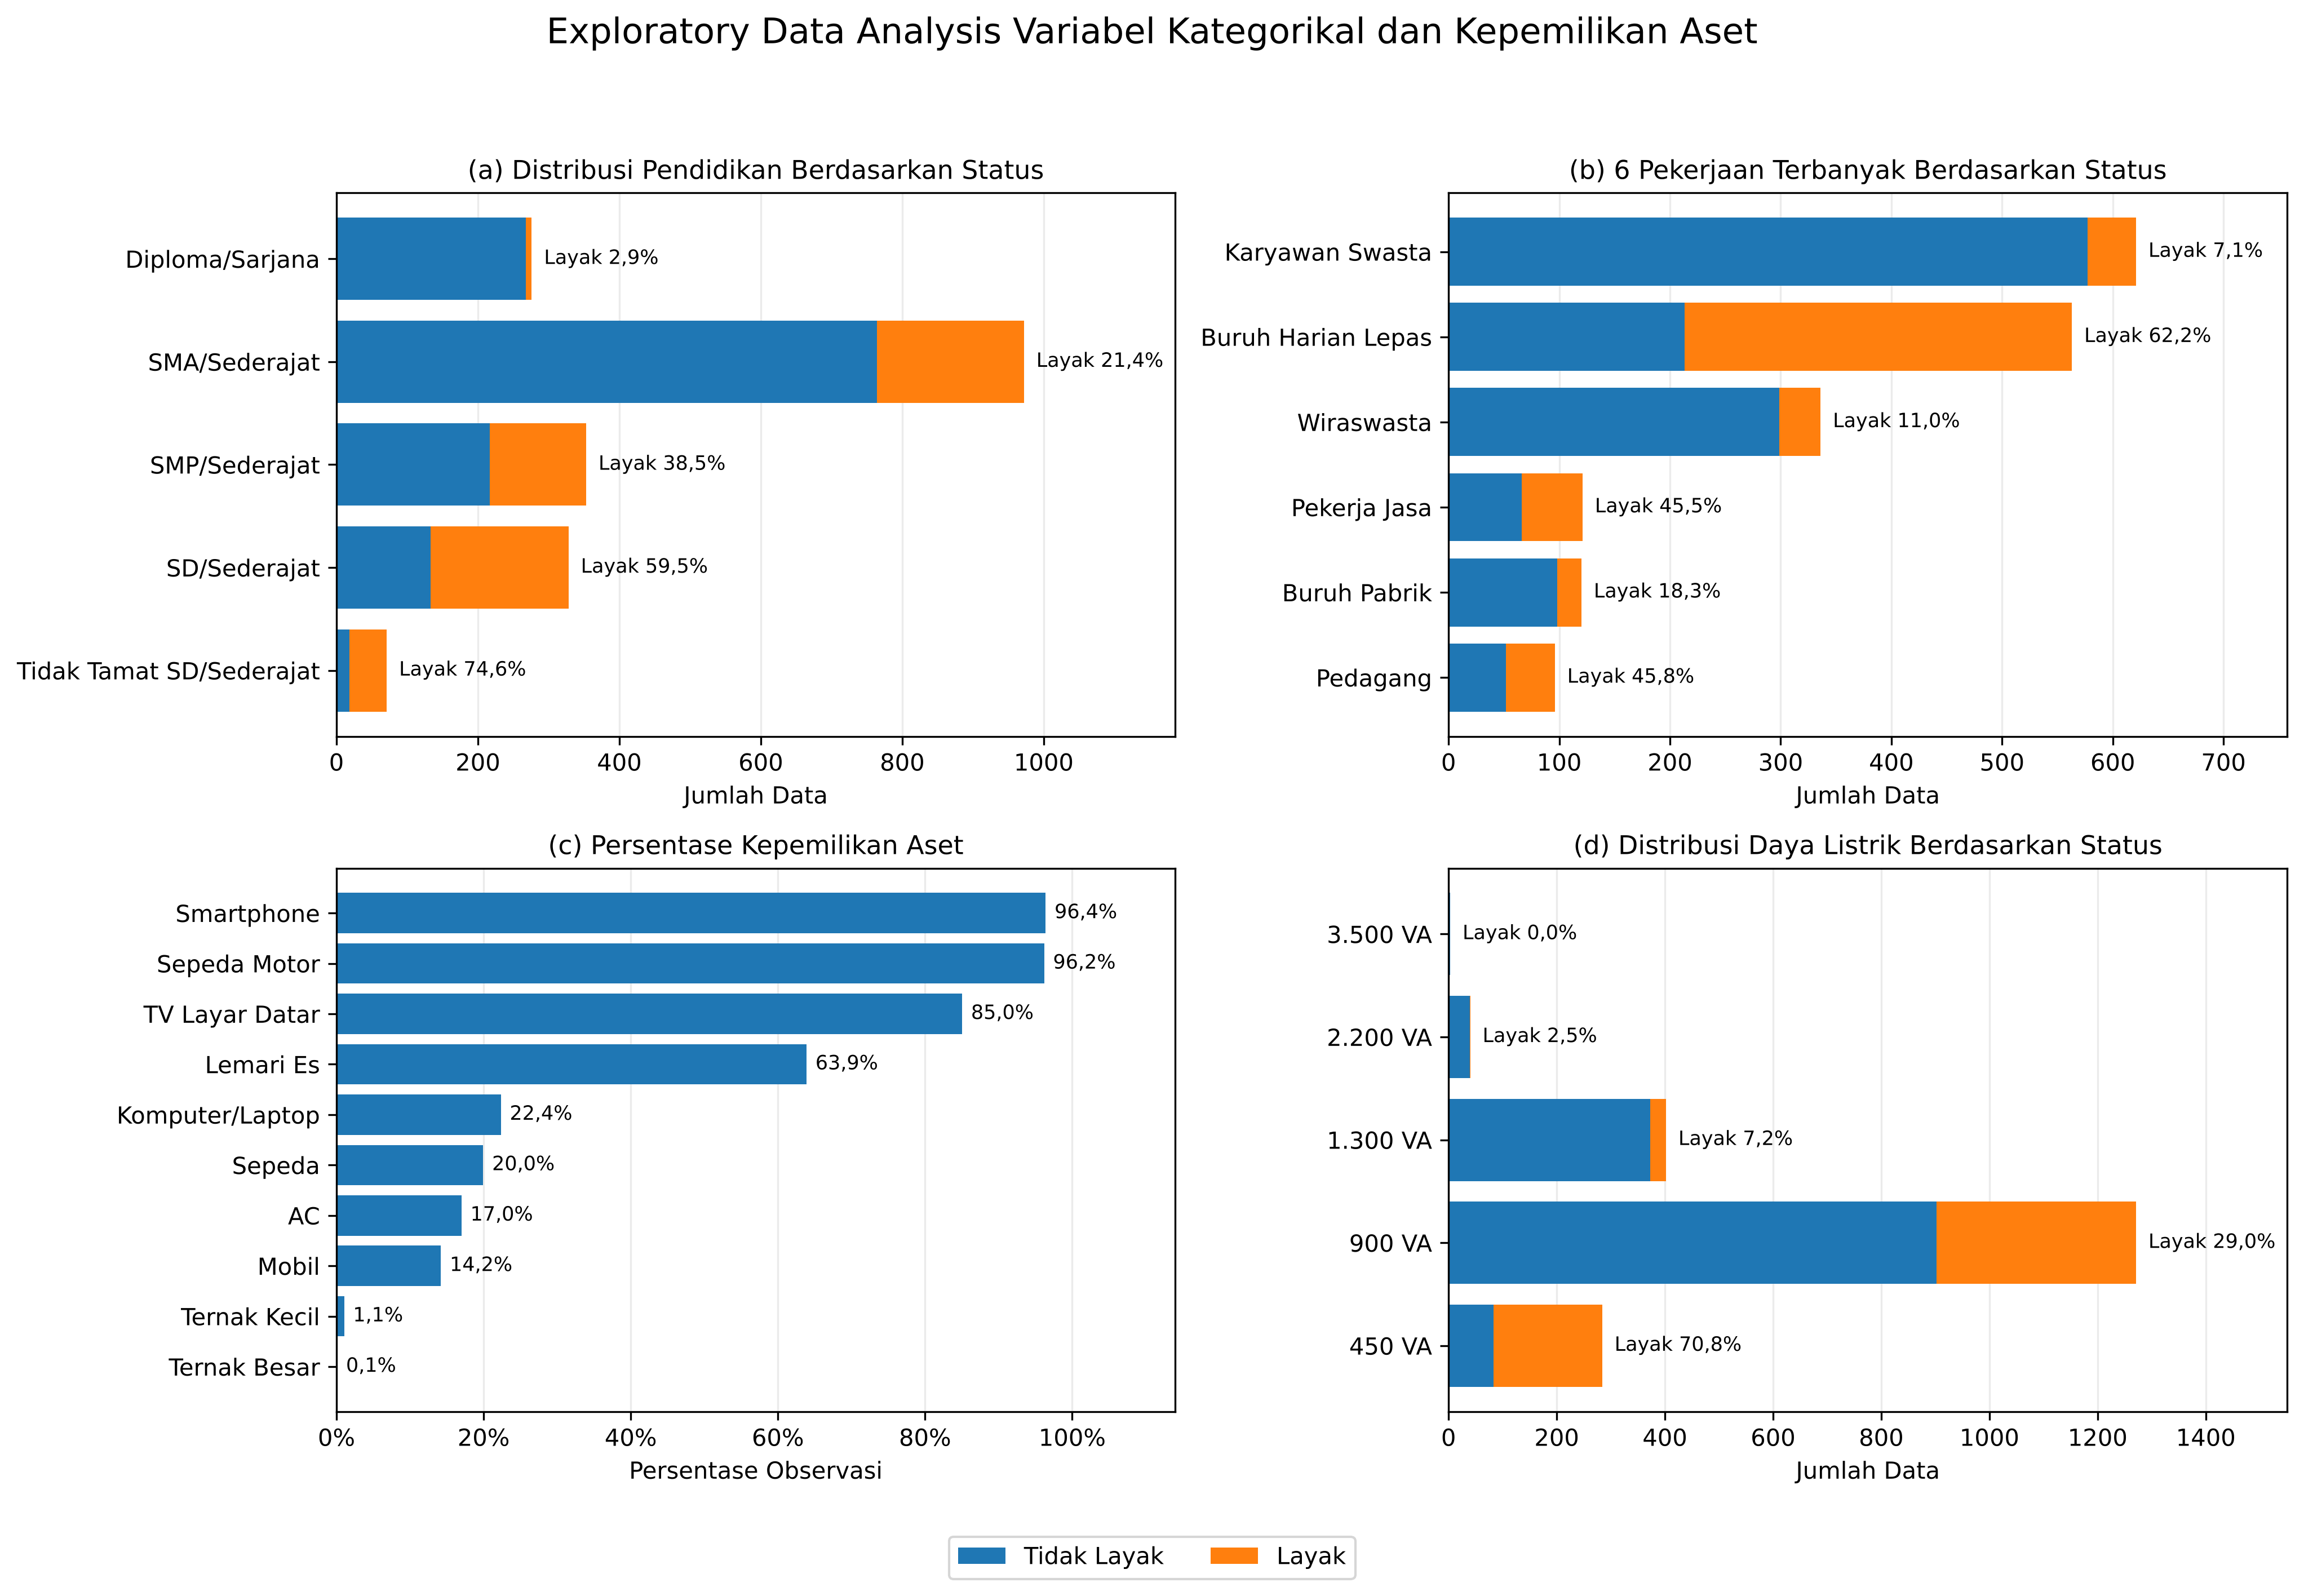 Exploratory Data Analysis Variabel Kategorikal dan Kepemilikan Aset
(a) Distribusi Pendidikan Berdasarkan Status
Diploma/Sarjana
Layak 2,9%
SMA/Sederajat
Layak 21,4%
SMP/Sederajat
Layak 38,5%
SD/Sederajat
Layak 59,5%
Tidak Tamat SD/Sederajat
Layak 74,6%
0 200 400 600 800 1000
Jumlah Data
(b) 6 Pekerjaan Terbanyak Berdasarkan Status
Karyawan Swasta
Layak 7,1%
Buruh Harian Lepas
Layak 62,2%
Wiraswasta
Layak 11,0%
Pekerja Jasa
Layak 45,5%
Buruh Pabrik
Layak 18,3%
Pedagang
Layak 45,8%
0 100 200 300 400 500 600 700
Jumlah Data
(c) Persentase Kepemilikan Aset
Smartphone
96,4%
Sepeda Motor
96,2%
TV Layar Datar
85,0%
Lemari Es
63,9%
Komputer/Laptop
22,4%
Sepeda
20,0%
AC
17,0%
Mobil
14,2%
Ternak Kecil
1,1%
Ternak Besar
0,1%
0% 20% 40% 60% 80% 100%
Persentase Observasi
(d) Distribusi Daya Listrik Berdasarkan Status
3.500 VA
Layak 0,0%
2.200 VA
Layak 2,5%
1.300 VA
Layak 7,2%
900 VA
Layak 29,0%
450 VA
Layak 70,8%
0 200 400 600 800 1000 1200 1400
Jumlah Data
Tidak Layak
Layak